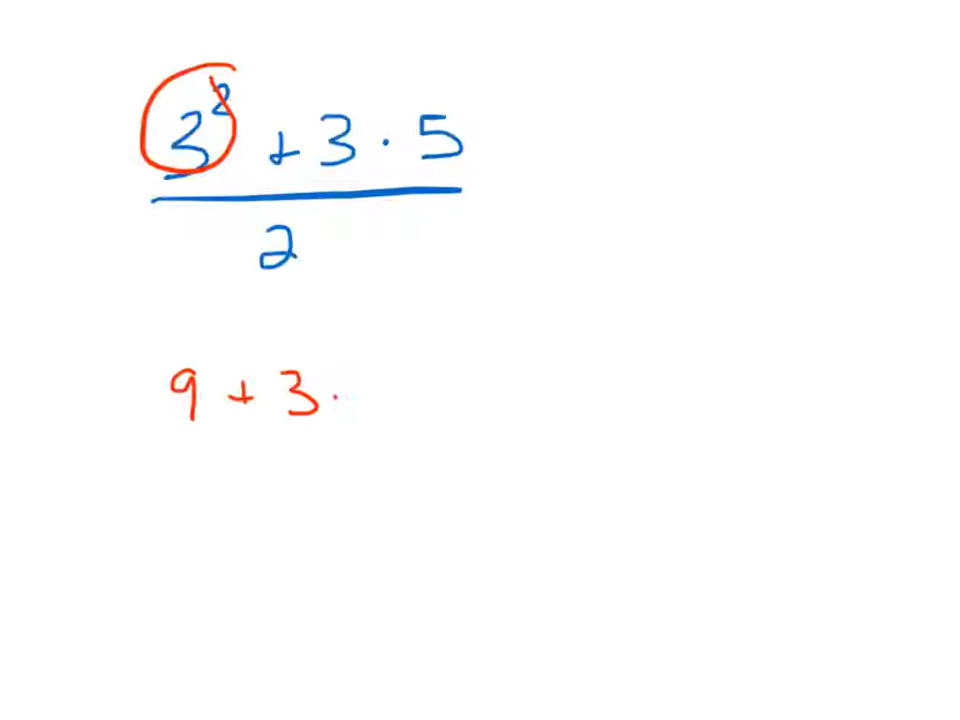 3² + 3 · 5
2
9 + 3 ·